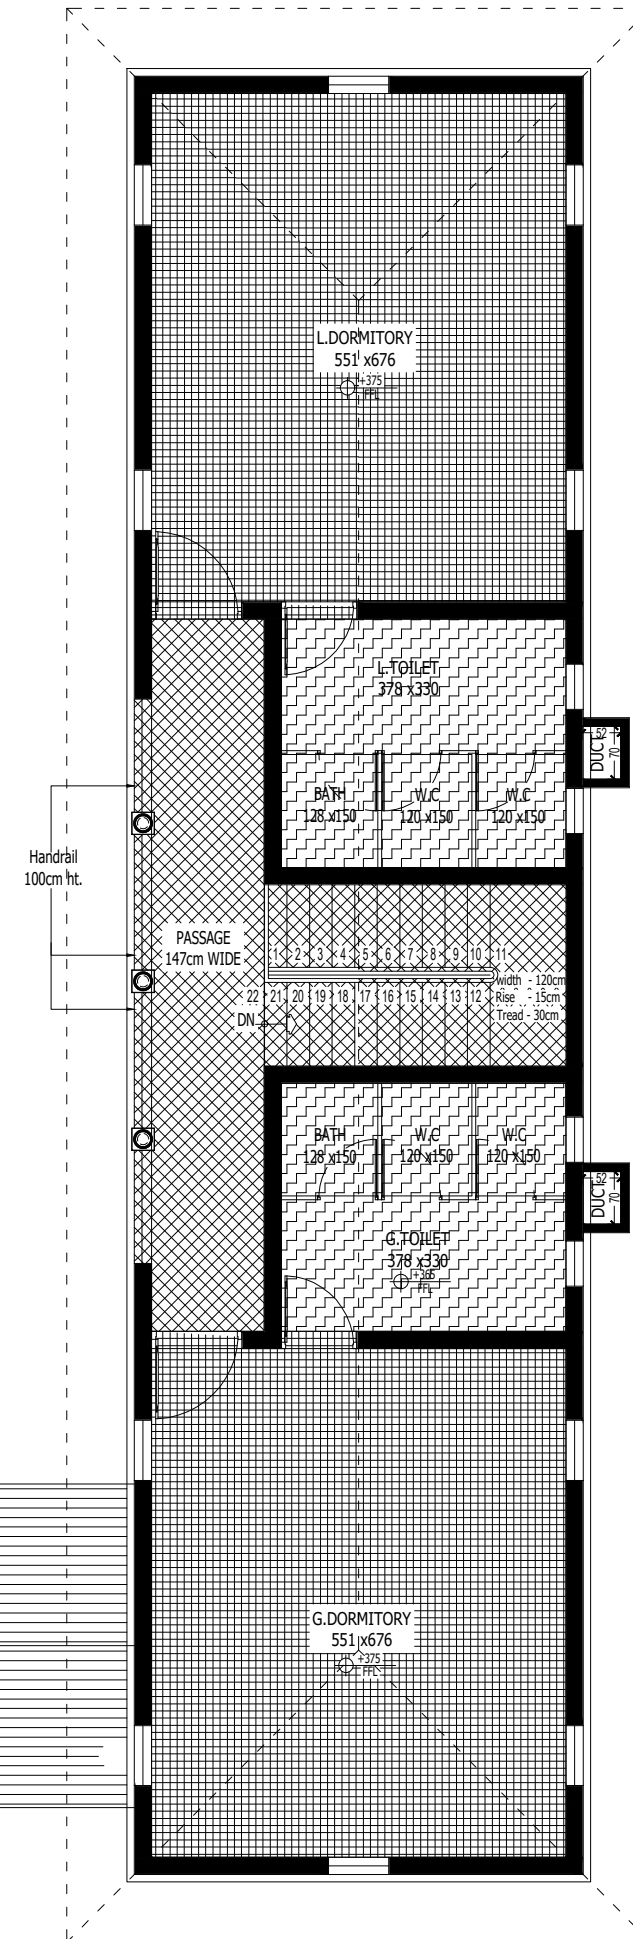 L.DORMITORY
551 x676
+375
FFL
L.TOILET
378 x330
52
70
DUCT
BATH
128 x150
W.C
120 x150
W.C
120 x150
Handrail
100cm ht.
PASSAGE
147cm WIDE
1 2 3 4 5 6 7 8 9 10 11
width - 120cm
22 21 20 19 18 17 16 15 14 13 12
Rise - 15cm
Tread - 30cm
DN
BATH
128 x150
W.C
120 x150
W.C
120 x150
52
70
DUCT
G.TOILET
378 x330
+365
FFL
G.DORMITORY
551 x676
+375
FFL